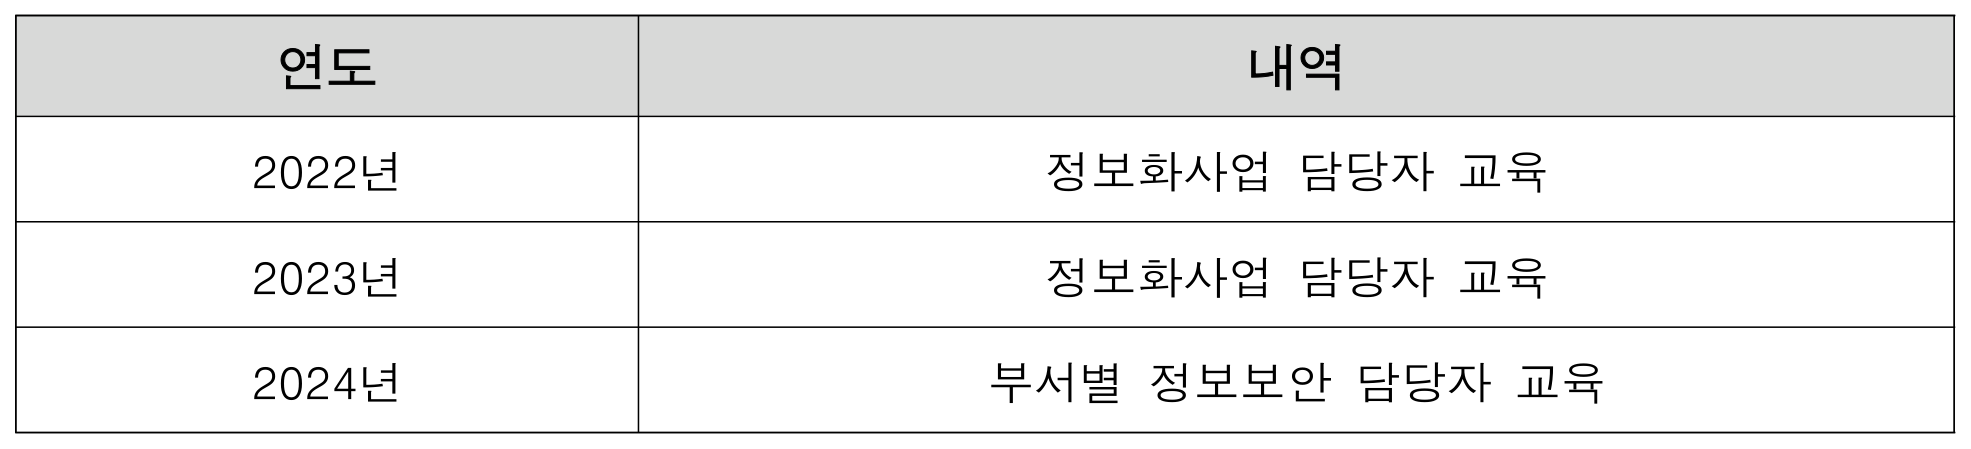 연도 내역
2022년 정보화사업 담당자 교육
2023년 정보화사업 담당자 교육
2024년 부서별 정보보안 담당자 교육